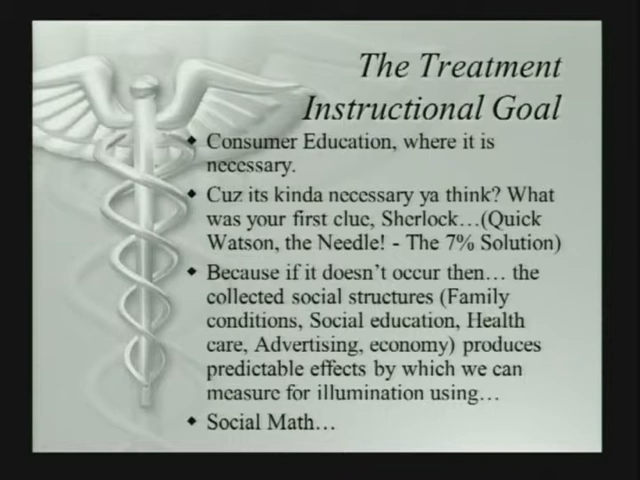 The Treatment
Instructional Goal
Consumer Education, where it is
necessary.
Cuz its kinda necessary ya think? What
was your first clue, Sherlock…(Quick
Watson, the Needle! - The 7% Solution)
Because if it doesn't occur then… the
collected social structures (Family
conditions, Social education, Health
care, Advertising, economy) produces
predictable effects by which we can
measure for illumination using…
Social Math…